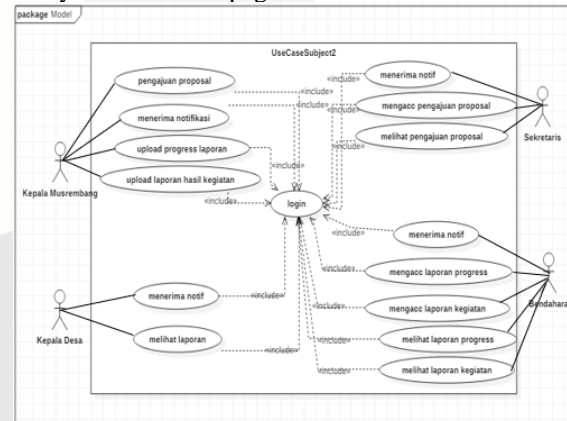 package Model
UseCaseSubject2
pengajuan proposal
menerima notifikasi
upload progress laporan
upload laporan hasil kegiatan
Kepala Musrembang
«include»
«include»
«include»
«include»
login
menerima notif
mengacc pengajuan proposal
melihat pengajuan proposal
Sekretaris
«include»
«include»
«include»
menerima notif
melihat laporan
Kepala Desa
«include»
«include»
menerima notif
mengacc laporan progress
mengacc laporan kegiatan
melihat laporan progress
melihat laporan kegiatan
Bendahara
«include»
«include»
«include»
«include»
«include»